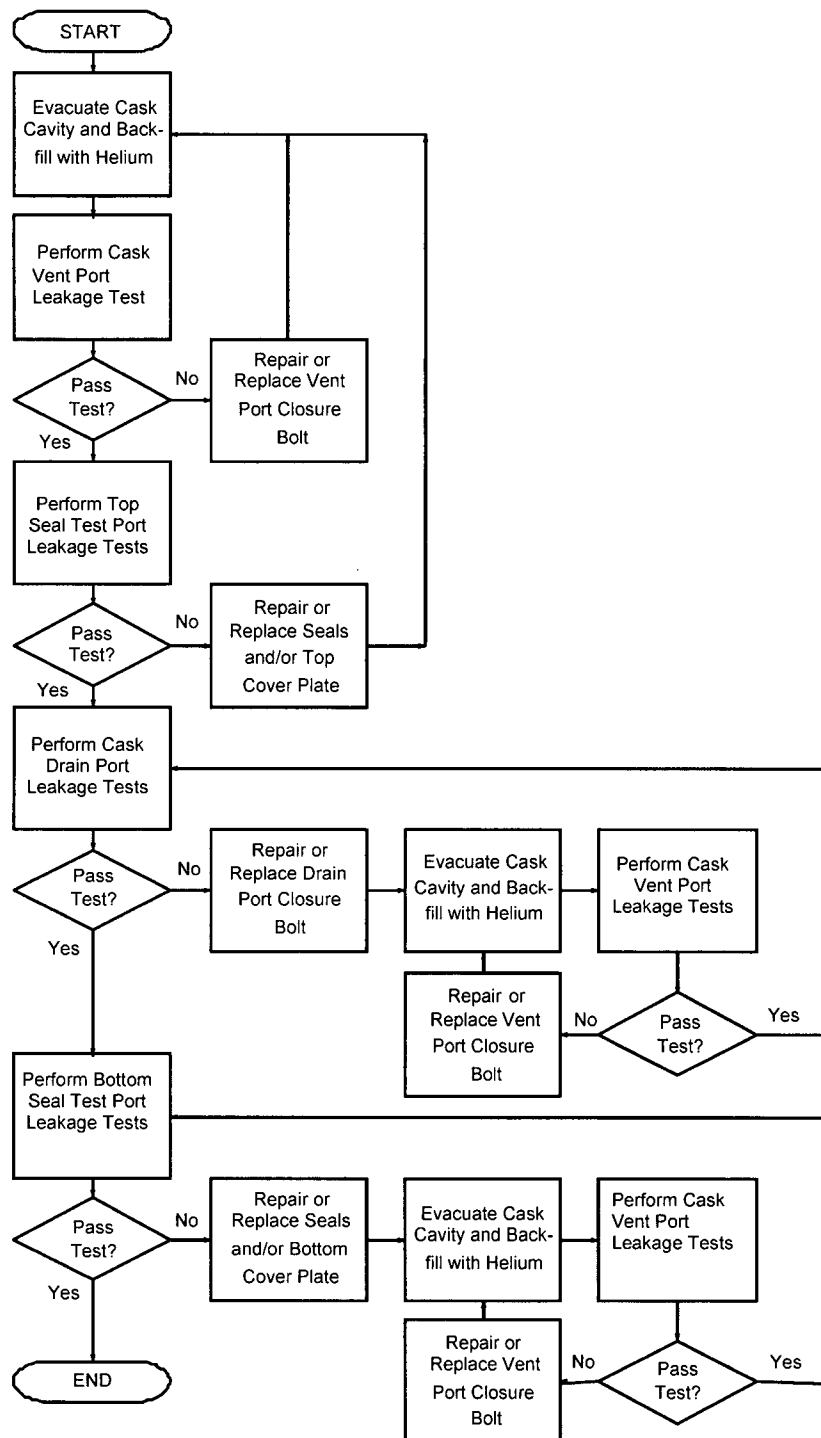 START
Evacuate Cask
Cavity and Back-
fill with Helium
Perform Cask
Vent Port
Leakage Test
Pass
Test?
No
Yes
Repair or
Replace Vent
Port Closure
Bolt
Perform Top
Seal Test Port
Leakage Tests
Pass
Test?
No
Yes
Repair or
Replace Seals
and/or Top
Cover Plate
Perform Cask
Drain Port
Leakage Tests
Pass
Test?
No
Yes
Repair or
Replace Drain
Port Closure
Bolt
Evacuate Cask
Cavity and Back-
fill with Helium
Perform Cask
Vent Port
Leakage Tests
Pass
Test?
No
Yes
Repair or
Replace Vent
Port Closure
Bolt
Perform Bottom
Seal Test Port
Leakage Tests
Pass
Test?
No
Yes
Repair or
Replace Seals
and/or Bottom
Cover Plate
Evacuate Cask
Cavity and Back-
fill with Helium
Perform Cask
Vent Port
Leakage Tests
Pass
Test?
No
Yes
Repair or
Replace Vent
Port Closure
Bolt
END